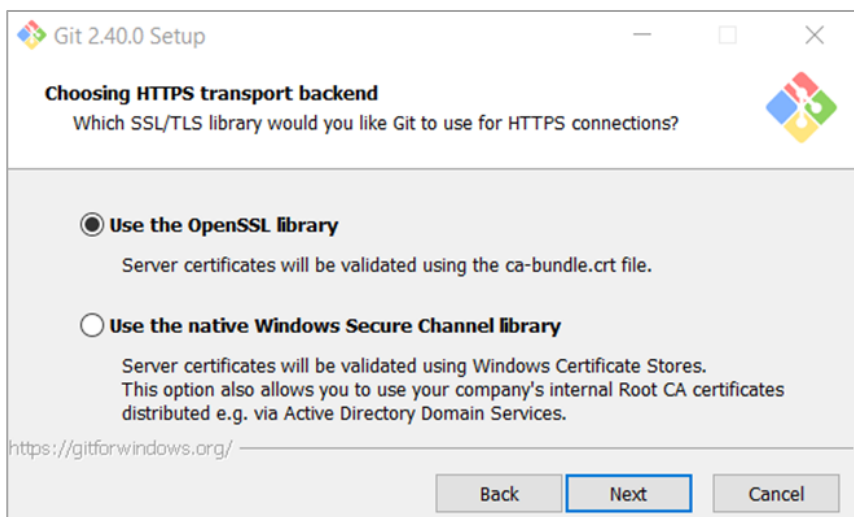 Git 2.40.0 Setup
Choosing HTTPS transport backend
Which SSL/TLS library would you like Git to use for HTTPS connections?
Use the OpenSSL library
Server certificates will be validated using the ca-bundle.crt file.
Use the native Windows Secure Channel library
Server certificates will be validated using Windows Certificate Stores.
This option also allows you to use your company's internal Root CA certificates
distributed e.g. via Active Directory Domain Services.
https://gitforwindows.org/
Back Next Cancel